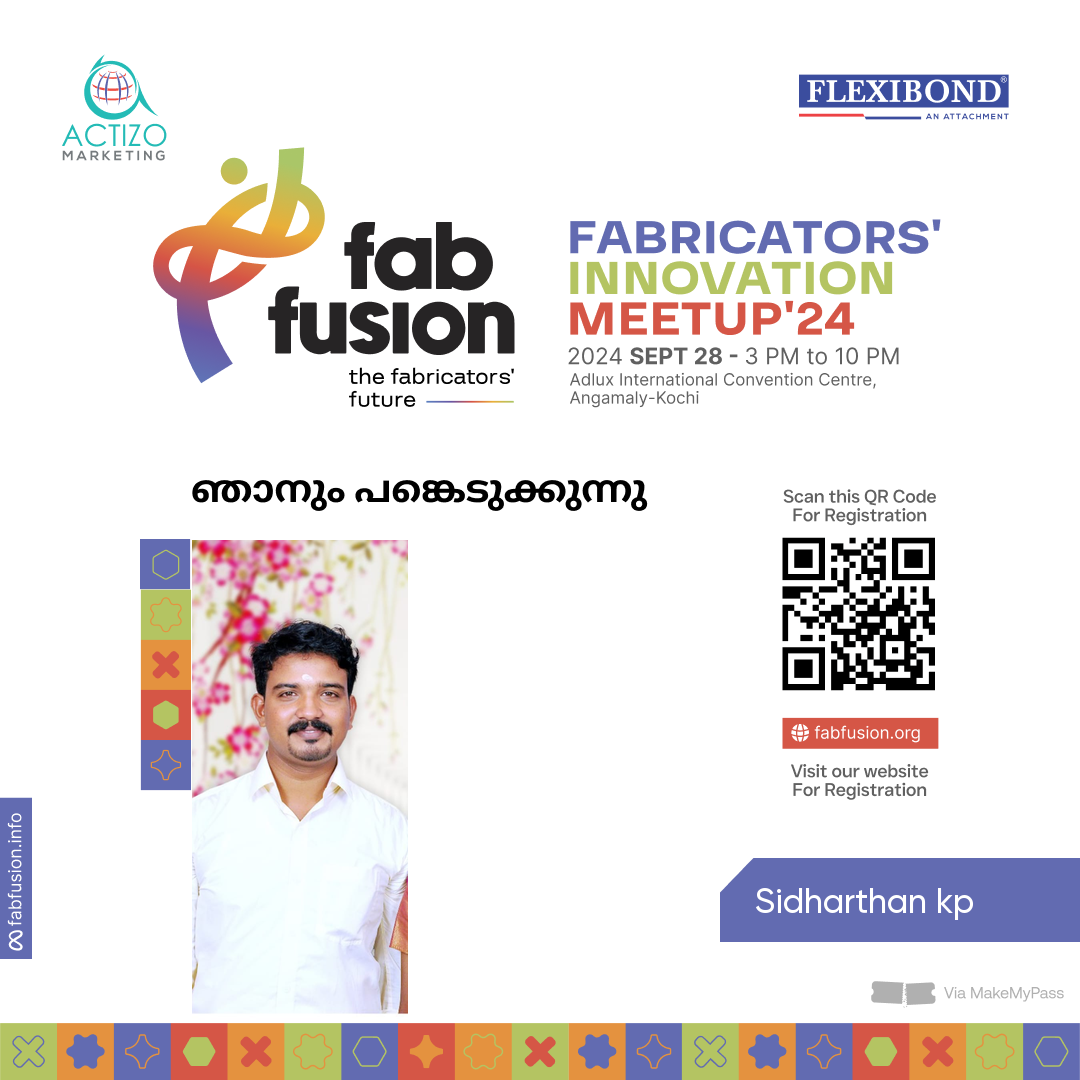 ACTIZO
MARKETING
FLEXIBOND®
AN ATTACHMENT
fab
fusion
the fabricators'
future
FABRICATORS'
INNOVATION
MEETUP'24
2024 SEPT 28 - 3 PM to 10 PM
Adlux International Convention Centre,
Angamaly-Kochi
ഞാനും പങ്കെടുക്കുന്നു
Scan this QR Code
For Registration
fabfusion.org
Visit our website
For Registration
fabfusion.info
Sidharthan kp
Via MakeMyPass